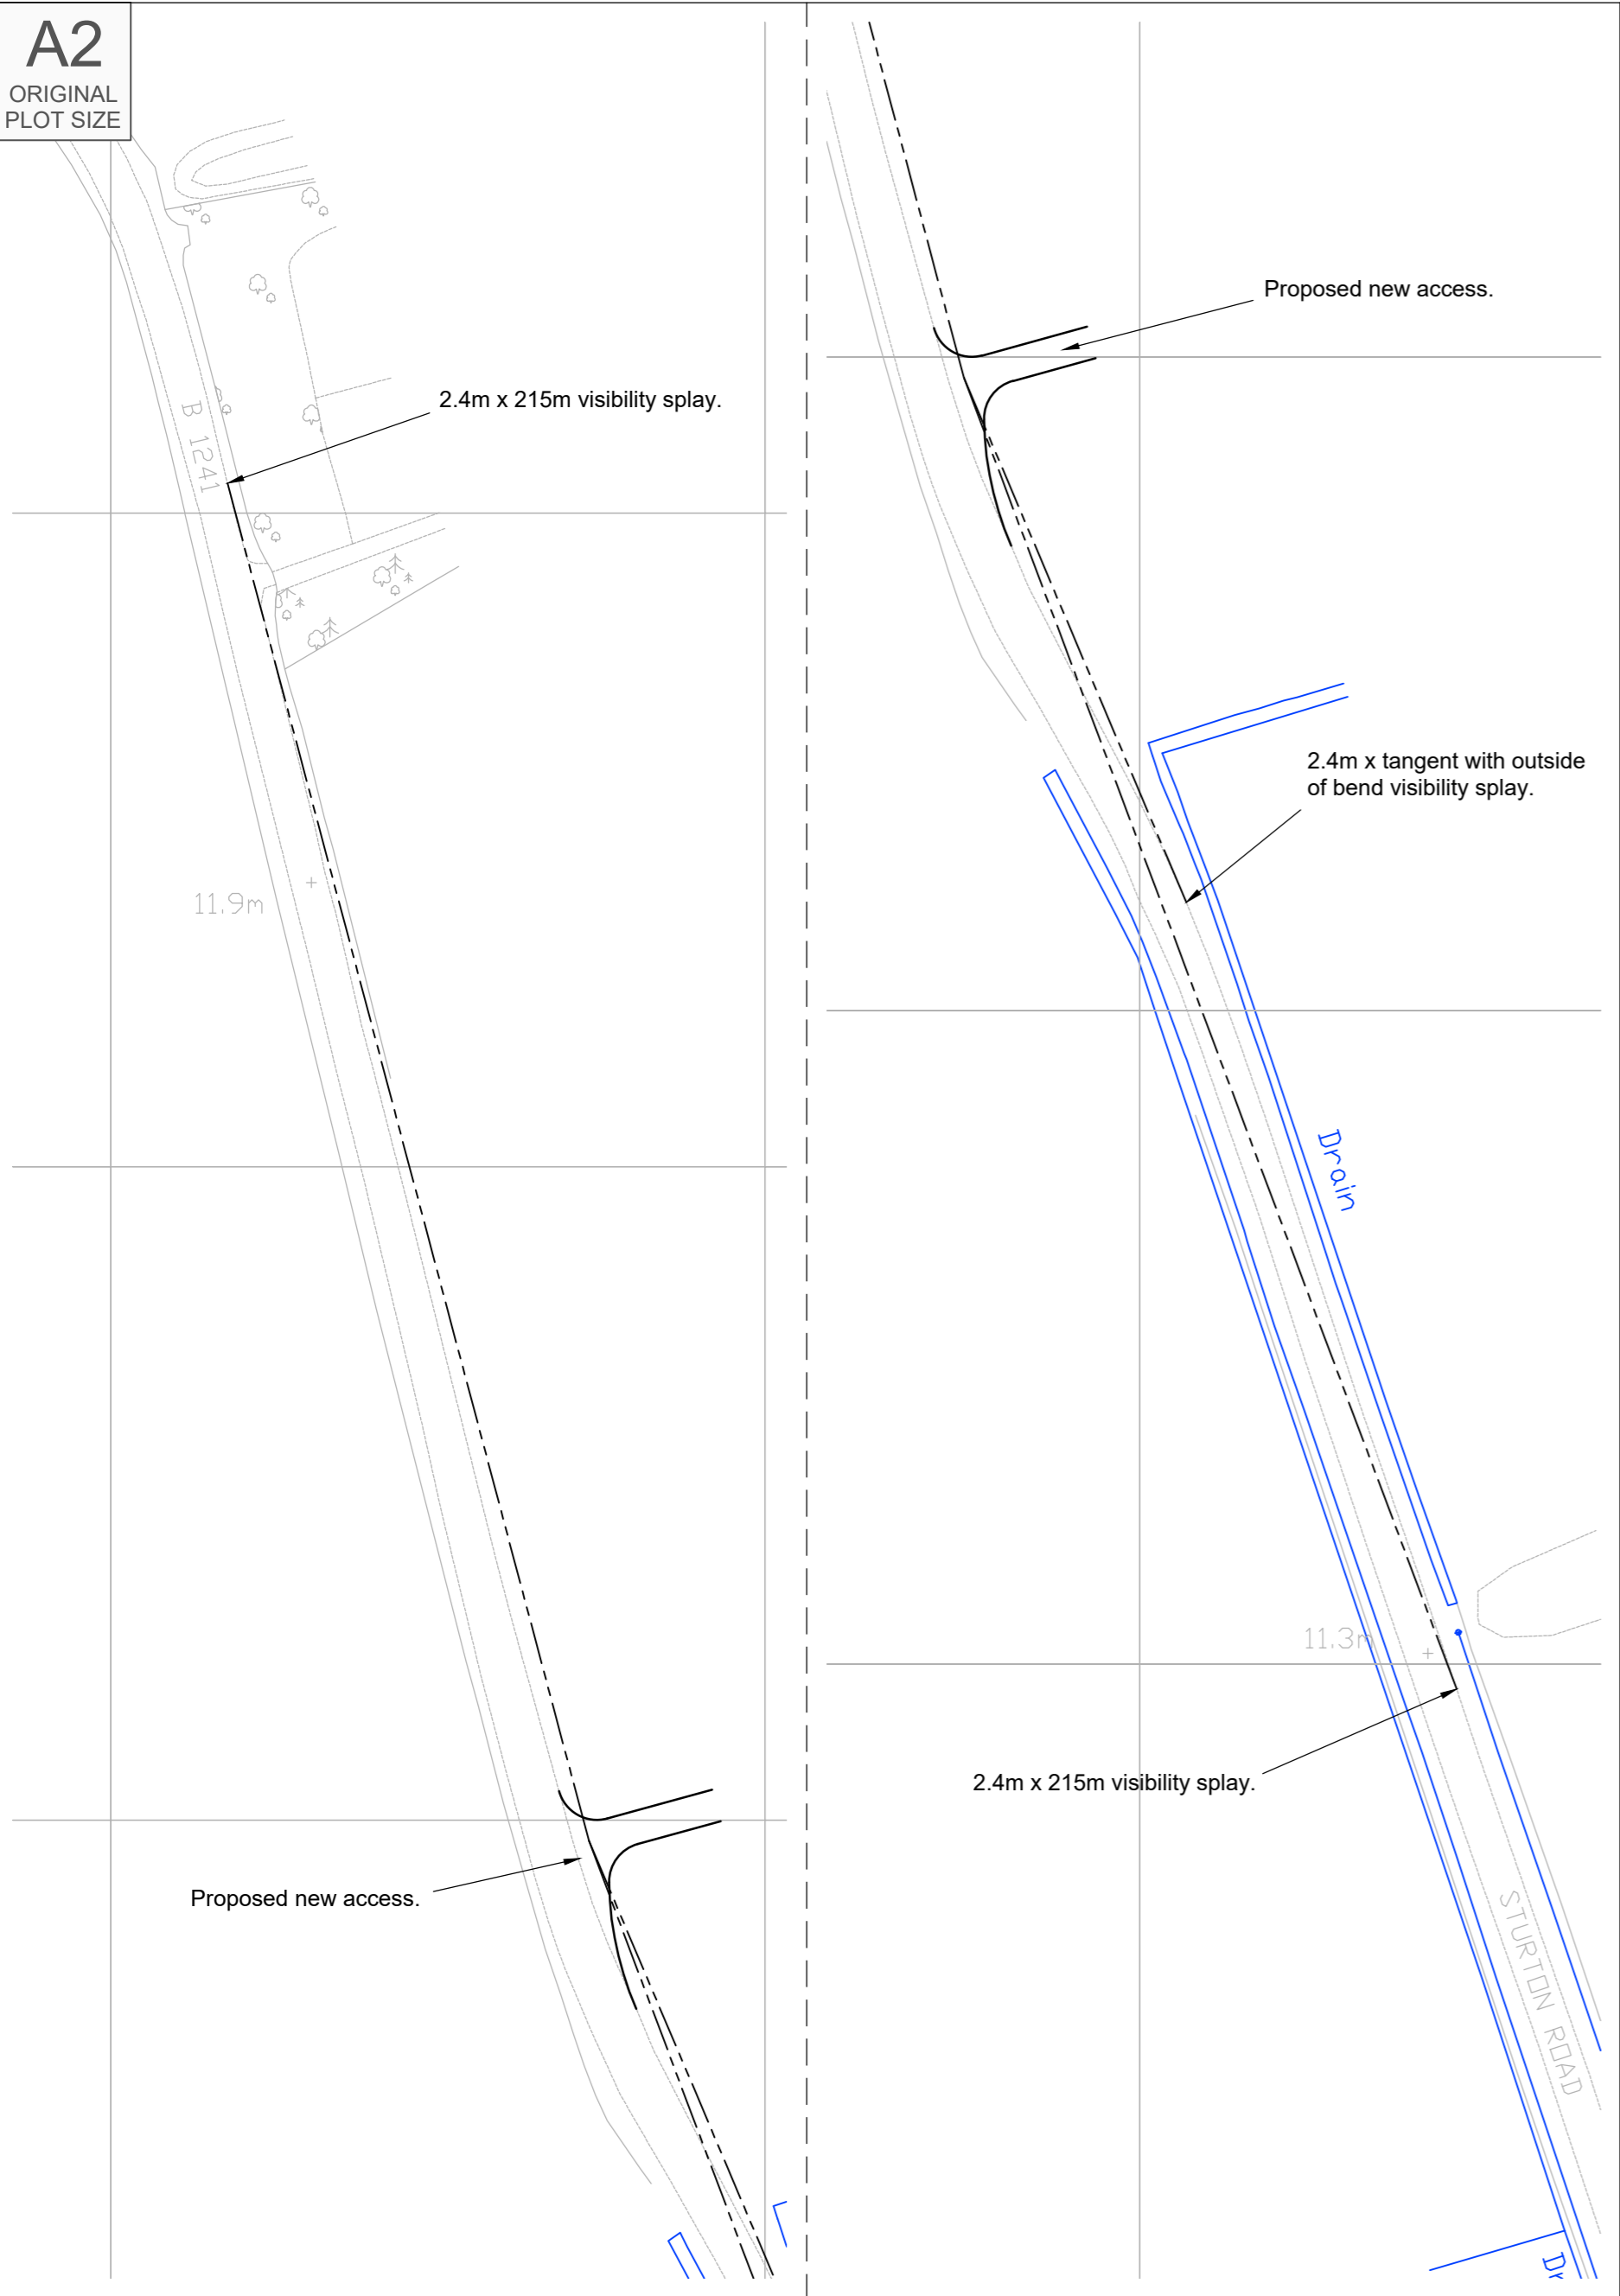 A2
ORIGINAL
PLOT SIZE
B 1241
2.4m x 215m visibility splay.
11.9m
Proposed new access.
Proposed new access.
2.4m x tangent with outside
of bend visibility splay.
Drain
11.3m
2.4m x 215m visibility splay.
STURTON ROAD